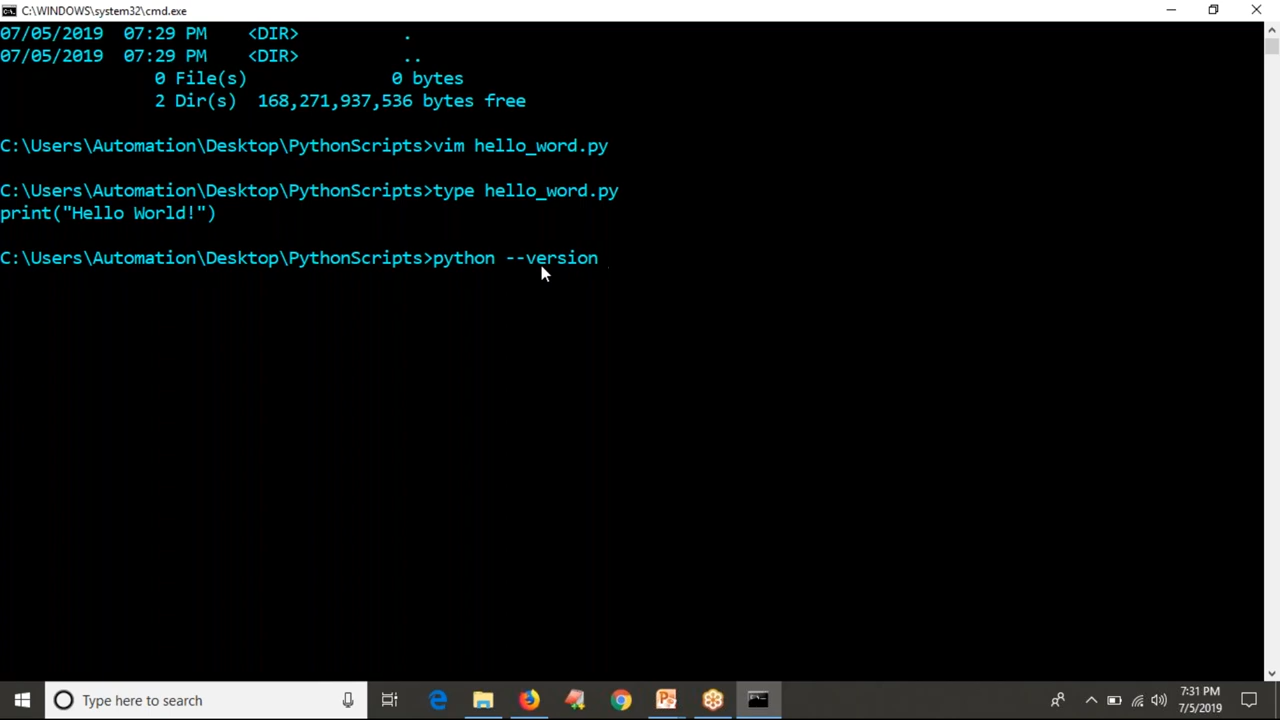 C:\WINDOWS\system32\cmd.exe
07/05/2019  07:29 PM    <DIR>          .
07/05/2019  07:29 PM    <DIR>          ..
               0 File(s)              0 bytes
               2 Dir(s)  168,271,937,536 bytes free
C:\Users\Automation\Desktop\PythonScripts>vim hello_word.py
C:\Users\Automation\Desktop\PythonScripts>type hello_word.py
print("Hello World!")
C:\Users\Automation\Desktop\PythonScripts>python --version
Type here to search
7:31 PM
7/5/2019